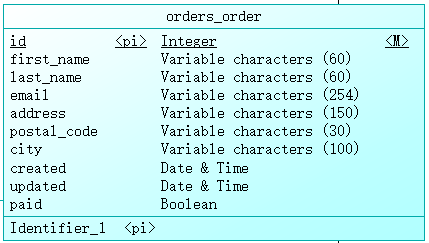 orders_order
id <pi> Integer <M>
first_name Variable characters (60)
last_name Variable characters (60)
email Variable characters (254)
address Variable characters (150)
postal_code Variable characters (30)
city Variable characters (100)
created Date & Time
updated Date & Time
paid Boolean
Identifier_1 <pi>